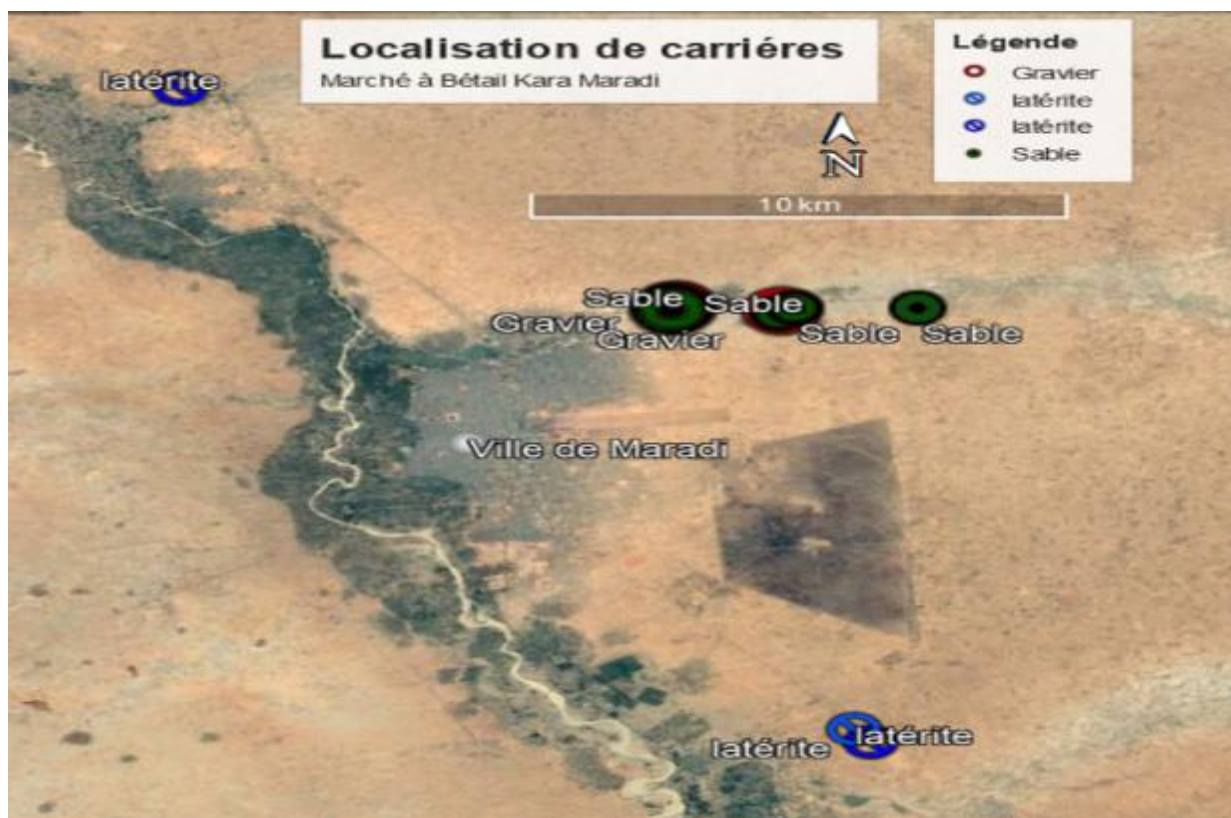 Localisation de carriéres
Marché à Bétail Kara Maradi
Légende
Gravier
latérite
latérite
Sable
N
10 km
latérite
Sable
Sable
Gravier
Gravier
Sable
Sable
Ville de Maradi
latérite
latérite